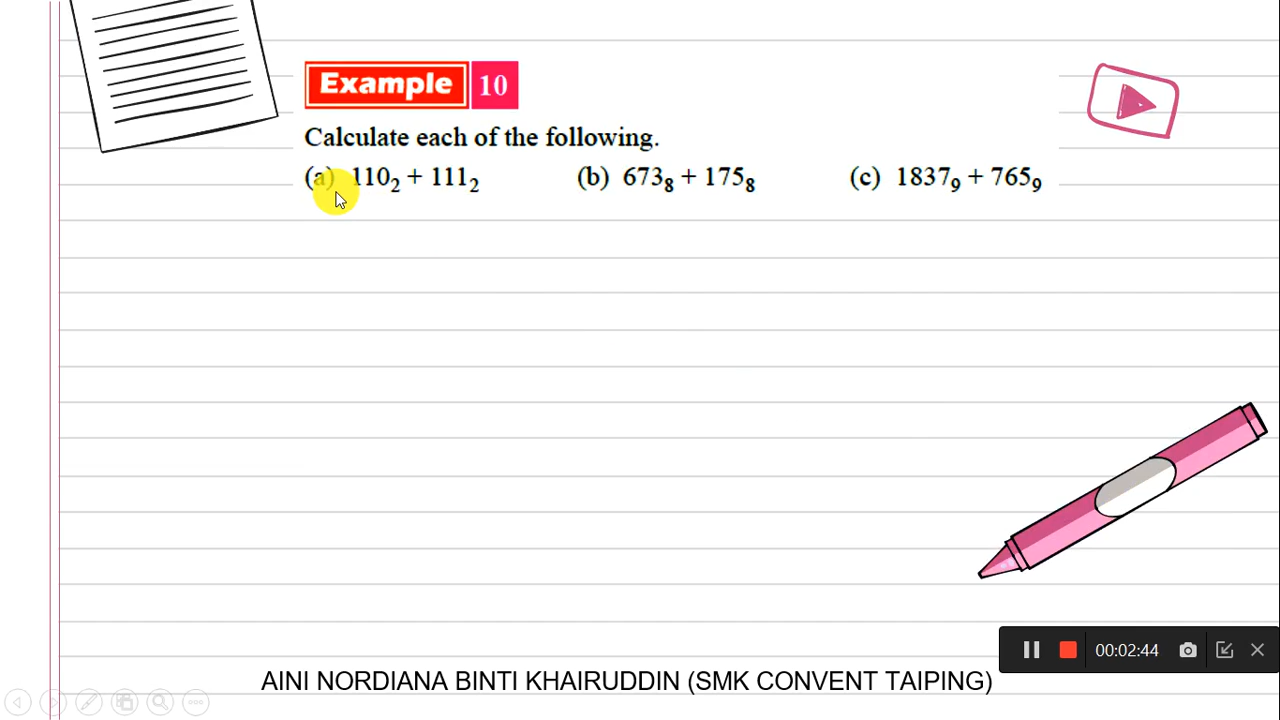 Example 10
Calculate each of the following.
(a) 110₂ + 111₂ (b) 673₈ + 175₈ (c) 1837₉ + 765₉
00:02:44
AINI NORDIANA BINTI KHAIRUDDIN (SMK CONVENT TAIPING)